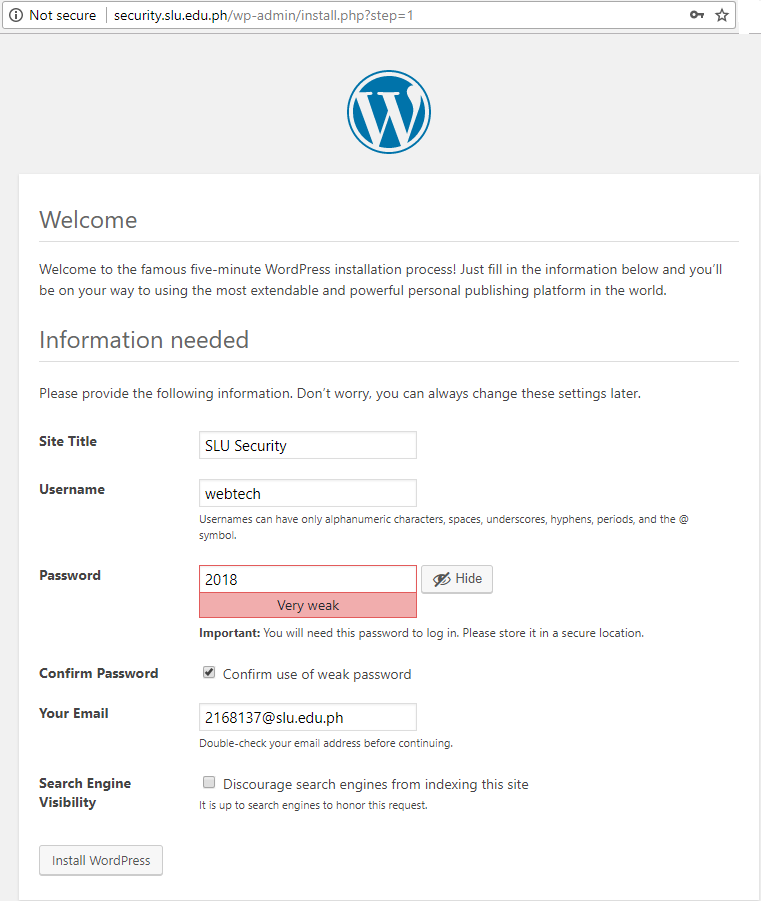 Not secure security.slu.edu.ph/wp-admin/install.php?step=1
Welcome
Welcome to the famous five-minute WordPress installation process! Just fill in the information below and you’ll
be on your way to using the most extendable and powerful personal publishing platform in the world.
Information needed
Please provide the following information. Don’t worry, you can always change these settings later.
Site Title SLU Security
Username webtech
Usernames can have only alphanumeric characters, spaces, underscores, hyphens, periods, and the @
symbol.
Password 2018 Hide
Very weak
Important: You will need this password to log in. Please store it in a secure location.
Confirm Password Confirm use of weak password
Your Email 2168137@slu.edu.ph
Double-check your email address before continuing.
Search Engine Discourage search engines from indexing this site
Visibility
It is up to search engines to honor this request.
Install WordPress